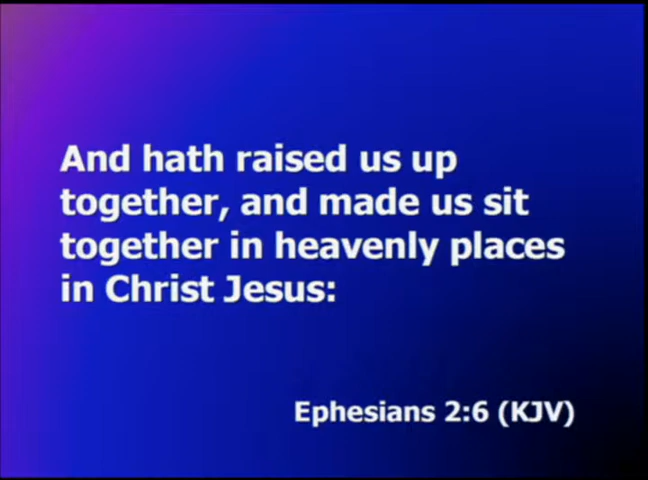 And hath raised us up
together, and made us sit
together in heavenly places
in Christ Jesus:
Ephesians 2:6 (KJV)